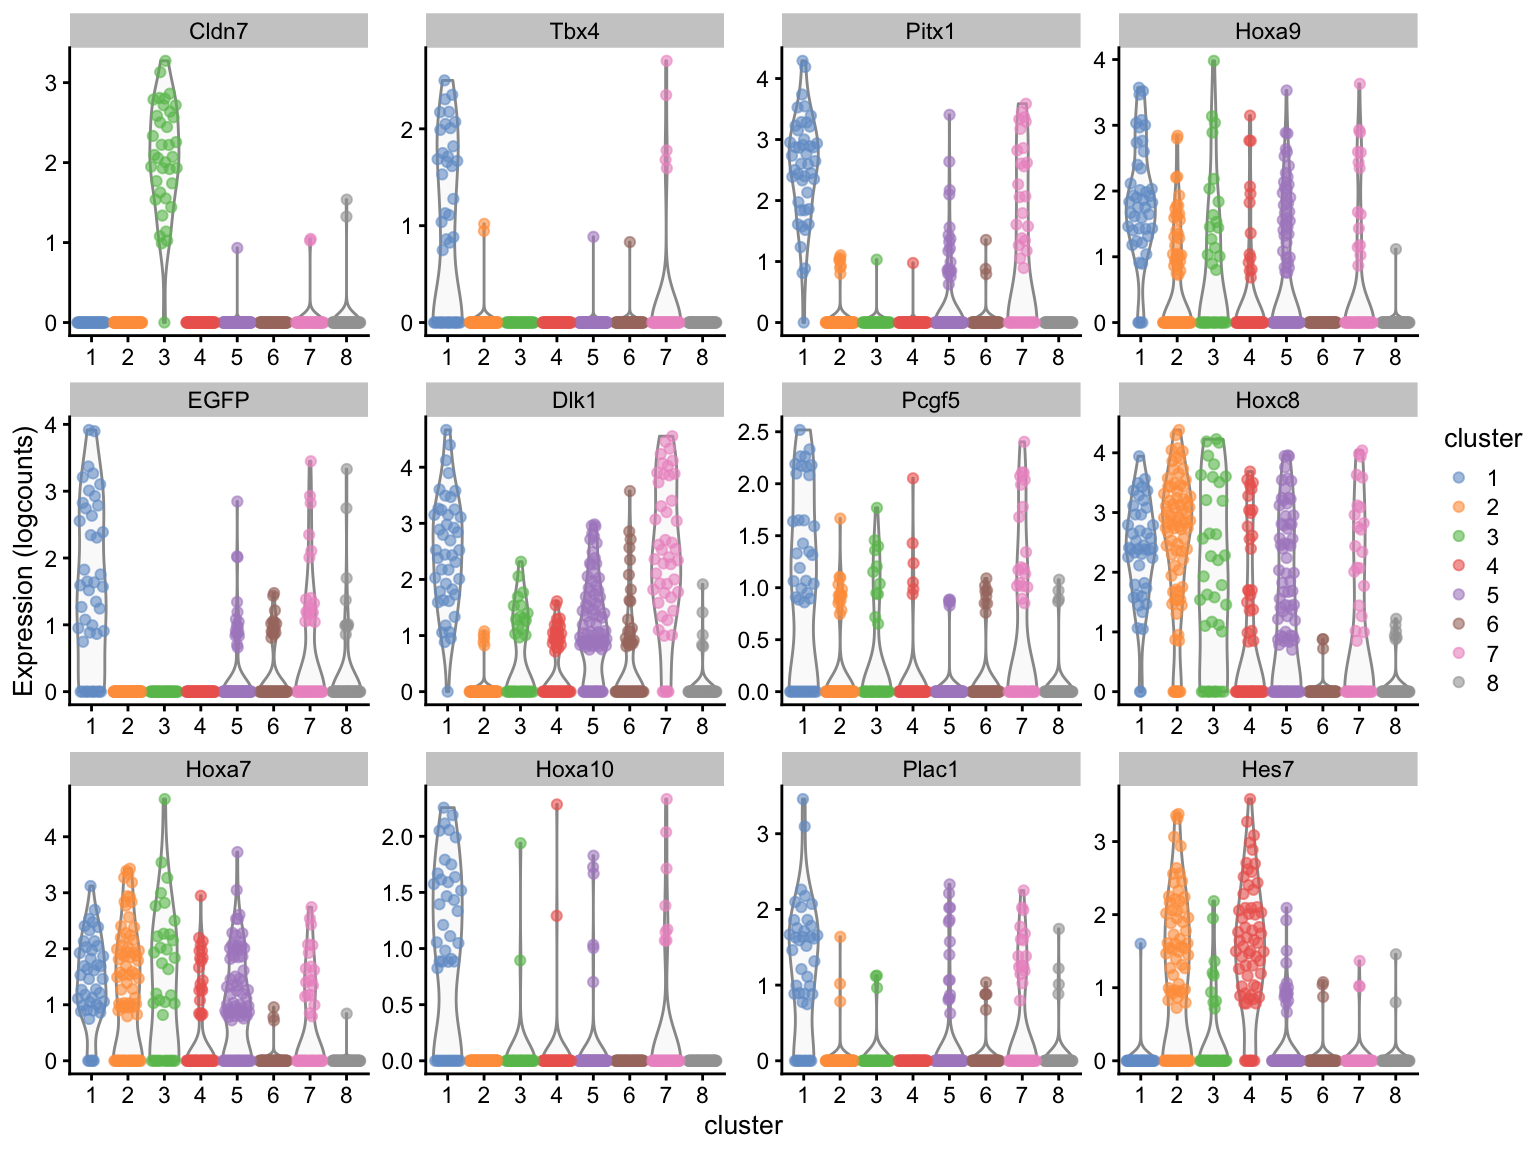 Cldn7 Tbx4 Pitx1 Hoxa9
3 2 1 0
2 1 0
4 3 2 1 0
4 3 2 1 0
1 2 3 4 5 6 7 8
1 2 3 4 5 6 7 8
1 2 3 4 5 6 7 8
1 2 3 4 5 6 7 8
EGFP Dlk1 Pcgf5 Hoxc8
4 3 2 1 0
4 3 2 1 0
2.5 2.0 1.5 1.0 0.5 0.0
4 3 2 1 0
1 2 3 4 5 6 7 8
1 2 3 4 5 6 7 8
1 2 3 4 5 6 7 8
1 2 3 4 5 6 7 8
Hoxa7 Hoxa10 Plac1 Hes7
4 3 2 1 0
2.0 1.5 1.0 0.5 0.0
3 2 1 0
3 2 1 0
1 2 3 4 5 6 7 8
1 2 3 4 5 6 7 8
1 2 3 4 5 6 7 8
1 2 3 4 5 6 7 8
Expression (logcounts)
cluster
cluster
1
2
3
4
5
6
7
8